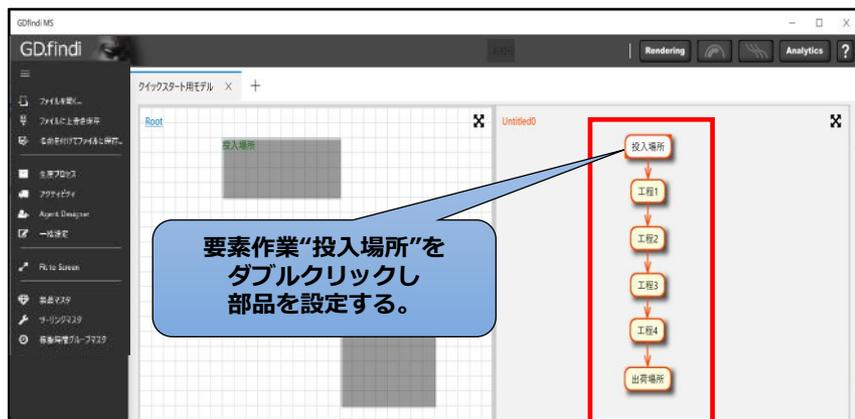 GDfindi MS
GD.findi
Rendering
Analytics
?
クイックスタート用モデル × +
ファイルを開く...
ファイルに上書き保存
名前を付けてファイルに保存...
生産プロセス
アクティビティ
Agent Designer
一括設定
Fit to Screen
製品マスタ
ツーリングマスタ
稼働時間グループマスタ
Root
投入場所
Untitled0
投入場所
工程1
工程2
工程3
工程4
出荷場所
要素作業“投入場所”を
ダブルクリックし
部品を設定する。